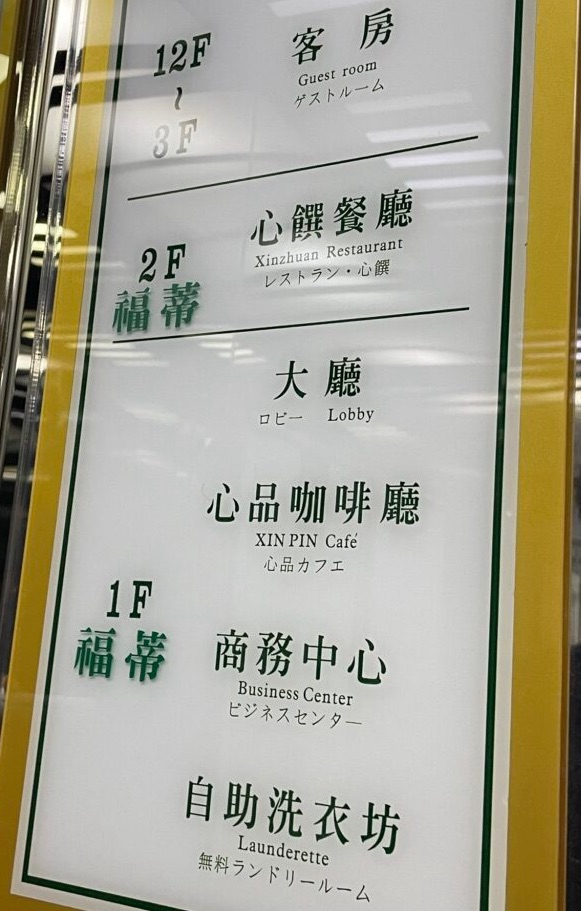 12F
~
3F
客房
Guest room
ゲストルーム
2F
福蒂
心饌餐廳
Xinzhuan Restaurant
レストラン・心饌
大廳
ロビー Lobby
心品咖啡廳
XIN PIN Café
心品カフエ
1F
福蒂
商務中心
Business Center
ビジネスセンター
自助洗衣坊
Launderette
無料ランドリールーム